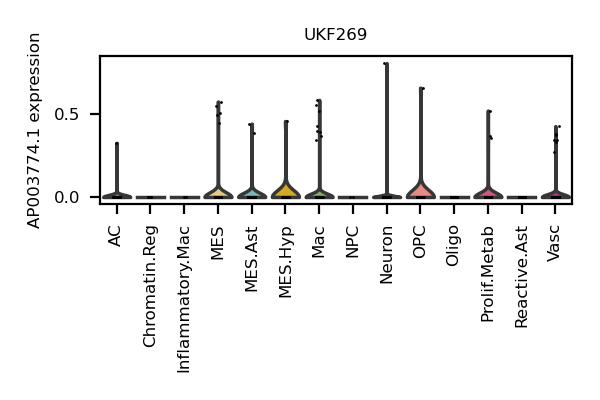 UKF269
AP003774.1 expression
0.5
0.0
AC
Chromatin.Reg
Inflammatory.Mac
MES
MES.Ast
MES.Hyp
Mac
NPC
Neuron
OPC
Oligo
Prolif.Metab
Reactive.Ast
Vasc